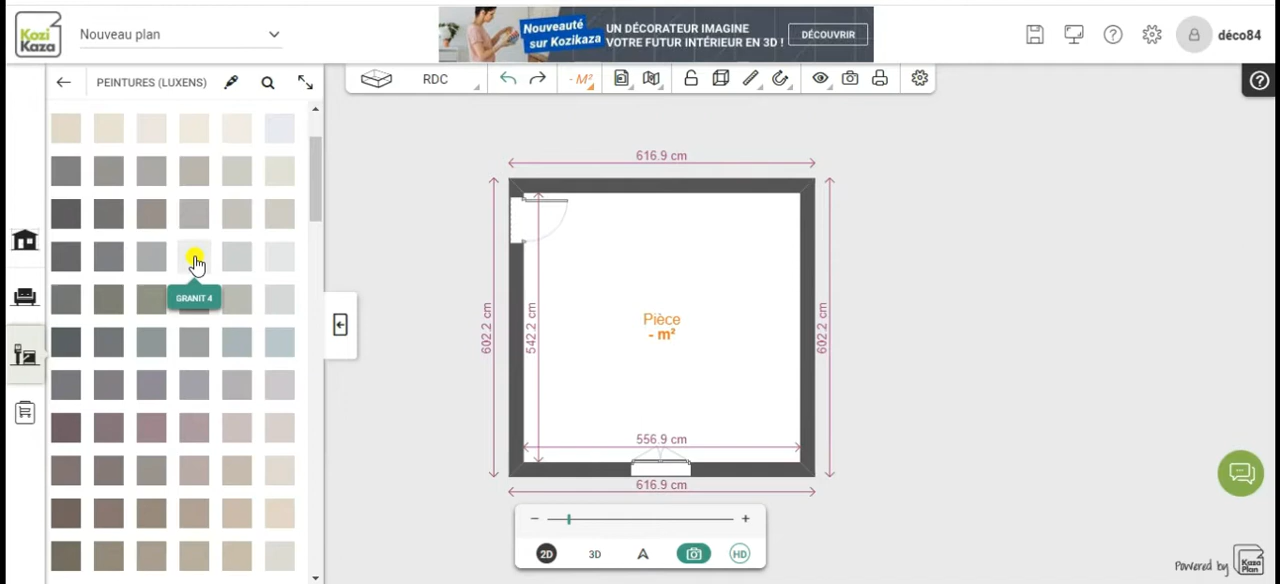 Kozi
Kaza
Nouveau plan
Nouveauté
sur Kozikaza
UN DÉCORATEUR IMAGINE
VOTRE FUTUR INTÉRIEUR EN 3D !
DÉCOUVRIR
déco84
PEINTURES (LUXENS)
RDC
- M²
616.9 cm
602.2 cm
542.2 cm
Pièce
- m²
602.2 cm
556.9 cm
616.9 cm
GRANIT 4
2D
3D
HD
Powered by
Kaza
Plan